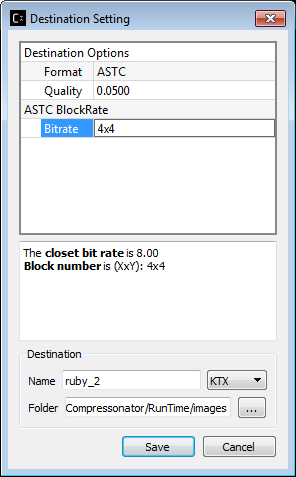 C:
Destination Setting
Destination Options
Format ASTC
Quality 0.0500
ASTC BlockRate
Bitrate 4x4
The closet bit rate is 8.00
Block number is (XxY): 4x4
Destination
Name ruby_2 KTX
Folder Compressonator/RunTime/images ...
Save Cancel